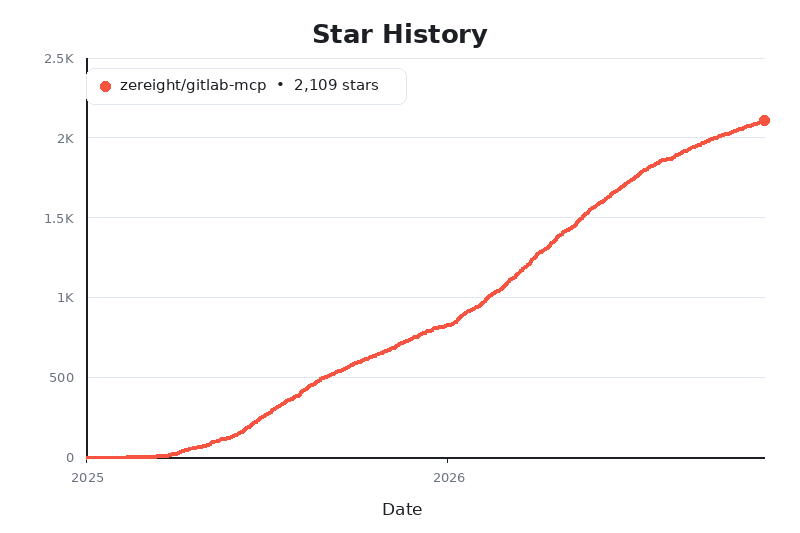 Star History
2.5K
zereight/gitlab-mcp • 2,109 stars
2K
1.5K
1K
500
0
2025 2026
Date